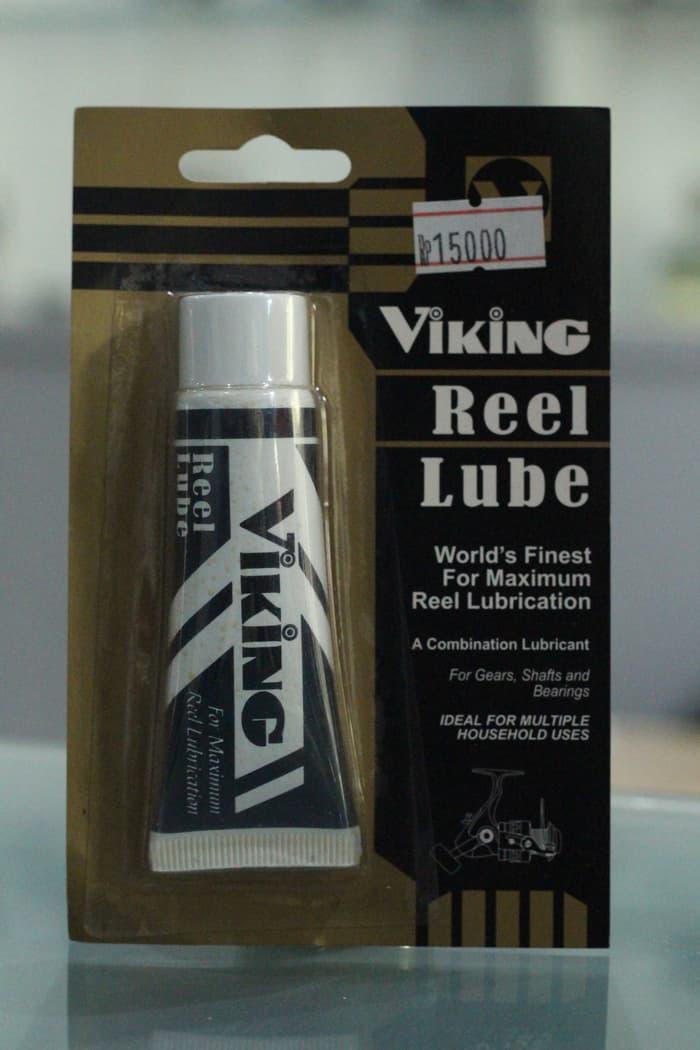 Rp15000
VIKING
Reel
Lube
World's Finest
For Maximum
Reel Lubrication
A Combination Lubricant
For Gears, Shafts and
Bearings
IDEAL FOR MULTIPLE
HOUSEHOLD USES
Reel
Lube
VIKING
For Maximum
Reel Lubrication